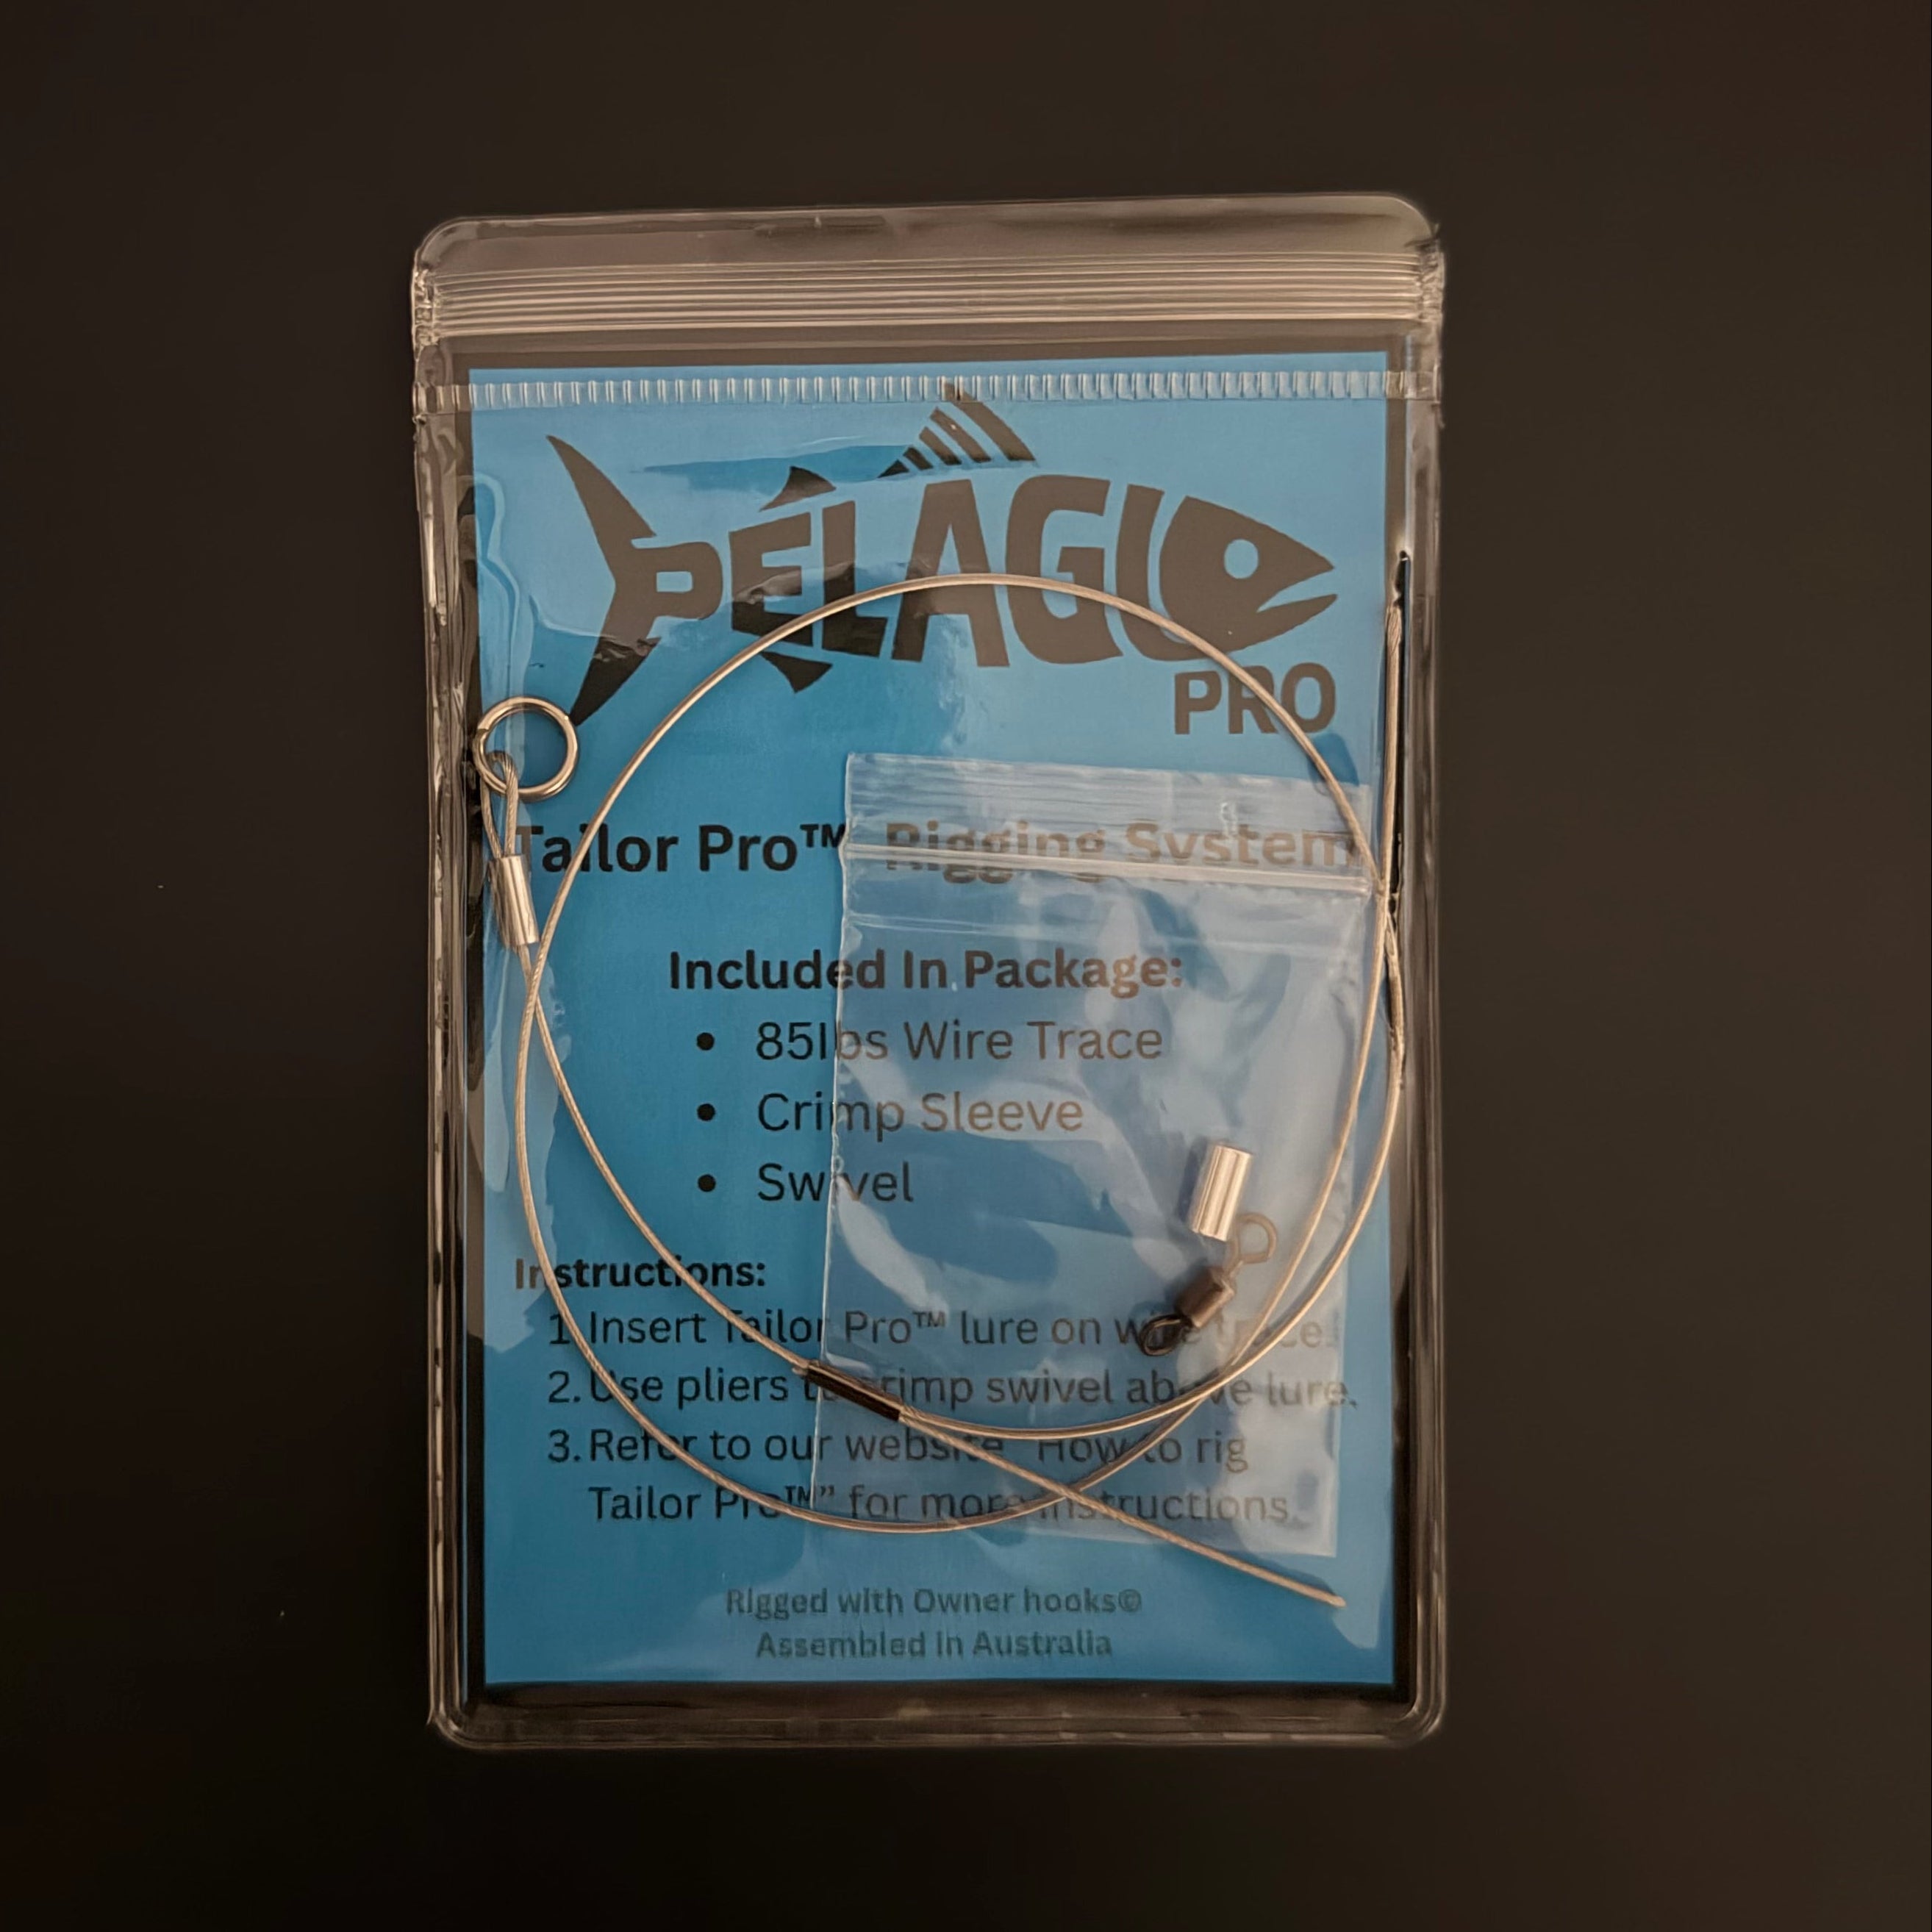 PELAGIC
PRO
Tailor Pro™ Rigging System
Included In Package:
• 85lbs Wire Trace
• Crimp Sleeve
• Swivel
Instructions:
1. Insert Tailor Pro™ lure on wire trace.
2. Use pliers to crimp swivel above lure.
3. Refer to our website "How to rig
Tailor Pro™” for more instructions.
Rigged with Owner hooks©
Assembled in Australia